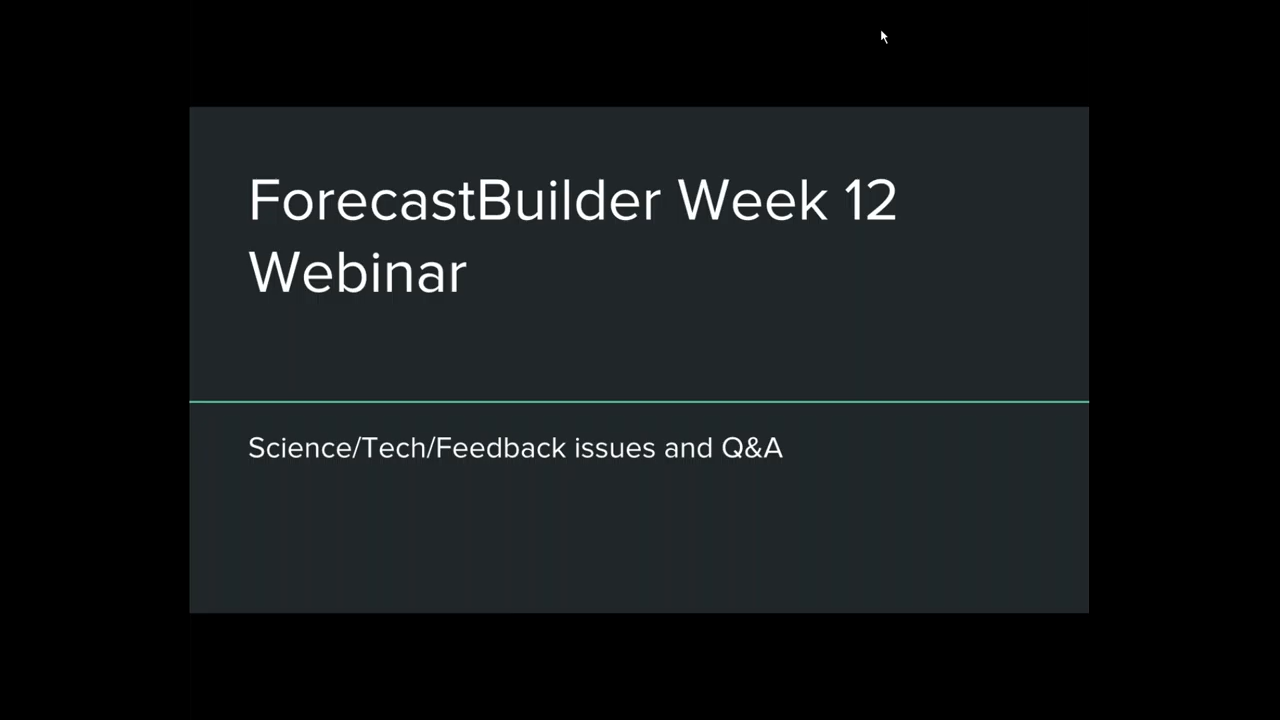 ForecastBuilder Week 12
Webinar
Science/Tech/Feedback issues and Q&A